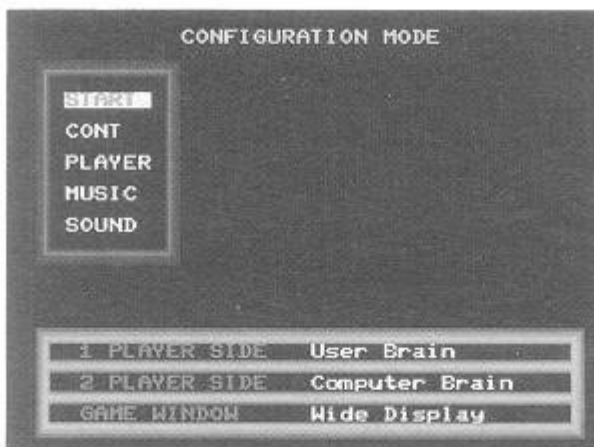 CONFIGURATION MODE
START
CONT
PLAYER
MUSIC
SOUND
1 PLAYER SIDE User Brain
2 PLAYER SIDE Computer Brain
GAME WINDOW Wide Display